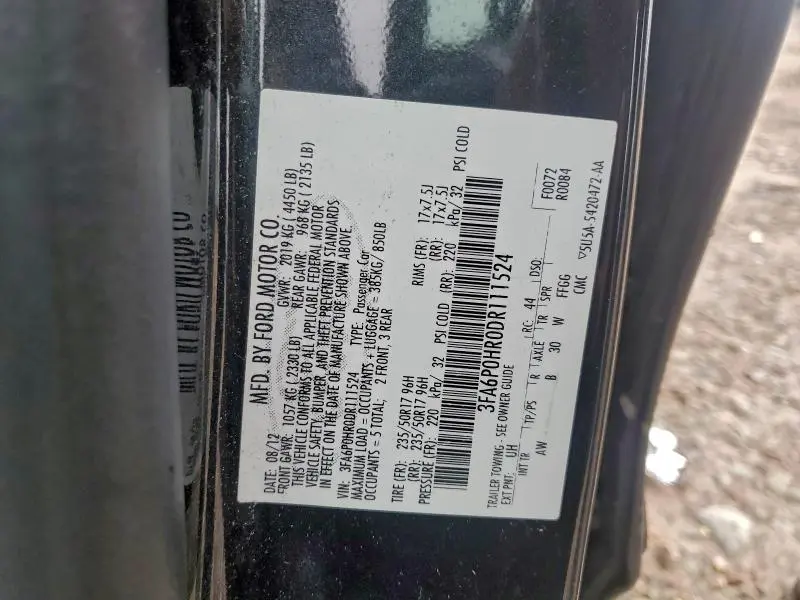 MFD. BY FORD MOTOR CO.
DATE: 08/12 GVWR: 2019 KG ( 4450 LB)
FRONT GAWR: 1057 KG ( 2330 LB) REAR GAWR: 968 KG ( 2135 LB)
THIS VEHICLE CONFORMS TO ALL APPLICABLE FEDERAL MOTOR
VEHICLE SAFETY, BUMPER, AND THEFT PREVENTION STANDARDS
IN EFFECT ON THE DATE OF MANUFACTURE SHOWN ABOVE.
VIN: 3FA6P0HR0DR111524 TYPE: Passenger Car
MAXIMUM LOAD = OCCUPANTS + LUGGAGE = 385KG/ 850LB
OCCUPANTS = 5 TOTAL; 2 FRONT, 3 REAR
TIRE (FR): 235/50R17 96H RIMS (FR): 17x7.5J
(RR): 235/50R17 96H (RR): 17x7.5J
PRESSURE (FR): 220 kPa/ 32 PSI COLD (RR): 220 kPa/ 32 PSI COLD
3FA6P0HR0DR111524
TRAILER TOWING - SEE OWNER GUIDE F0072
EXT PNT: UH RC: 44 DSO: R0084
INT TR TP/PS R AXLE TR SPR
AW B 30 W FFGG
CMC V5U5A-5420472-AA